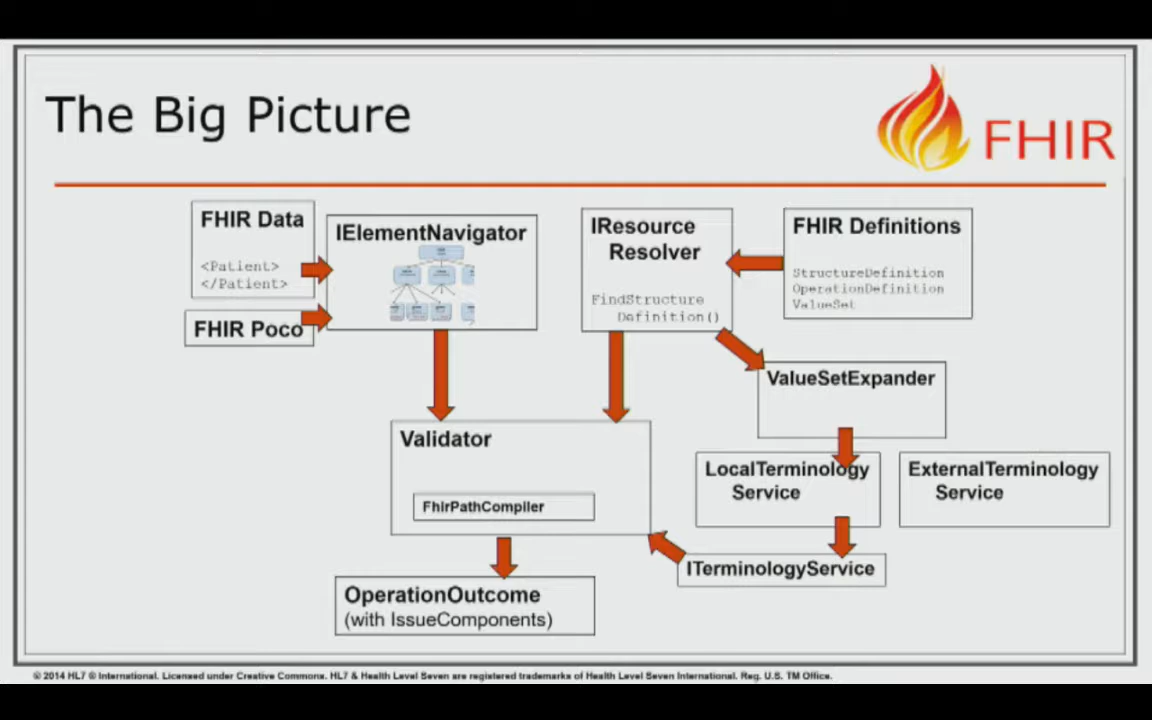 The Big Picture
FHIR
FHIR Data
<Patient>
</Patient>
FHIR Poco
IElementNavigator
IResource
Resolver
FindStructure
Definition()
FHIR Definitions
StructureDefinition
OperationDefinition
ValueSet
ValueSetExpander
Validator
FhirPathCompiler
LocalTerminology
Service
ExternalTerminology
Service
ITerminologyService
OperationOutcome
(with IssueComponents)
© 2014 HL7 ® International. Licensed under Creative Commons. HL7 & Health Level Seven are registered trademarks of Health Level Seven International. Reg. U.S. TM Office.